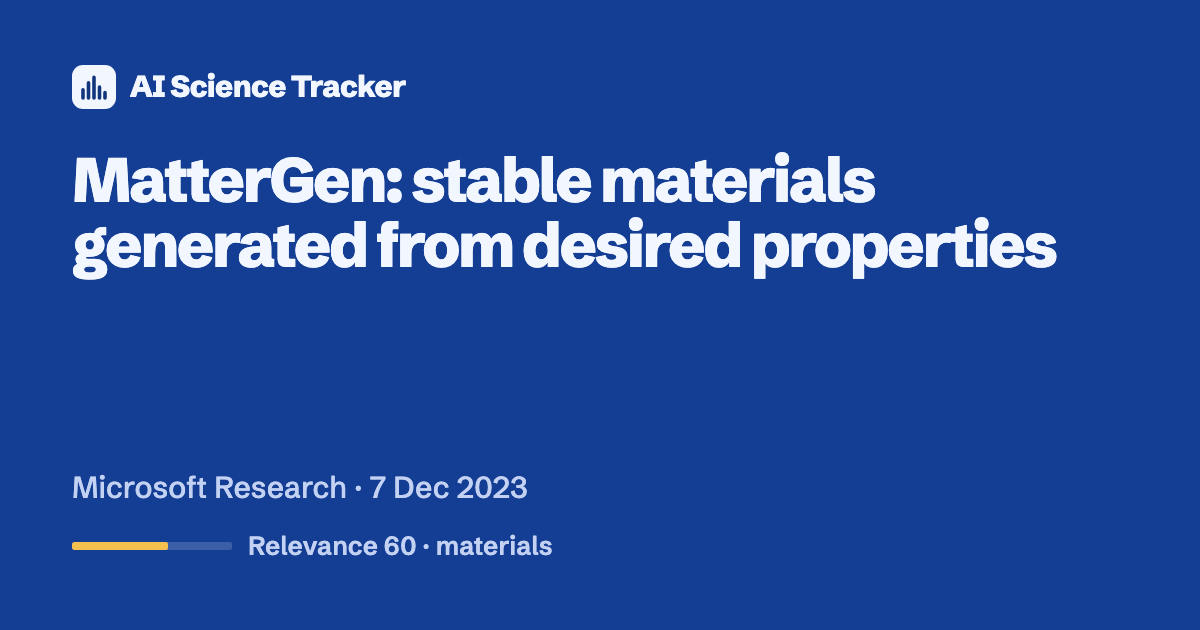 AI Science Tracker
MatterGen: stable materials
generated from desired properties
Microsoft Research · 7 Dec 2023
Relevance 60 · materials